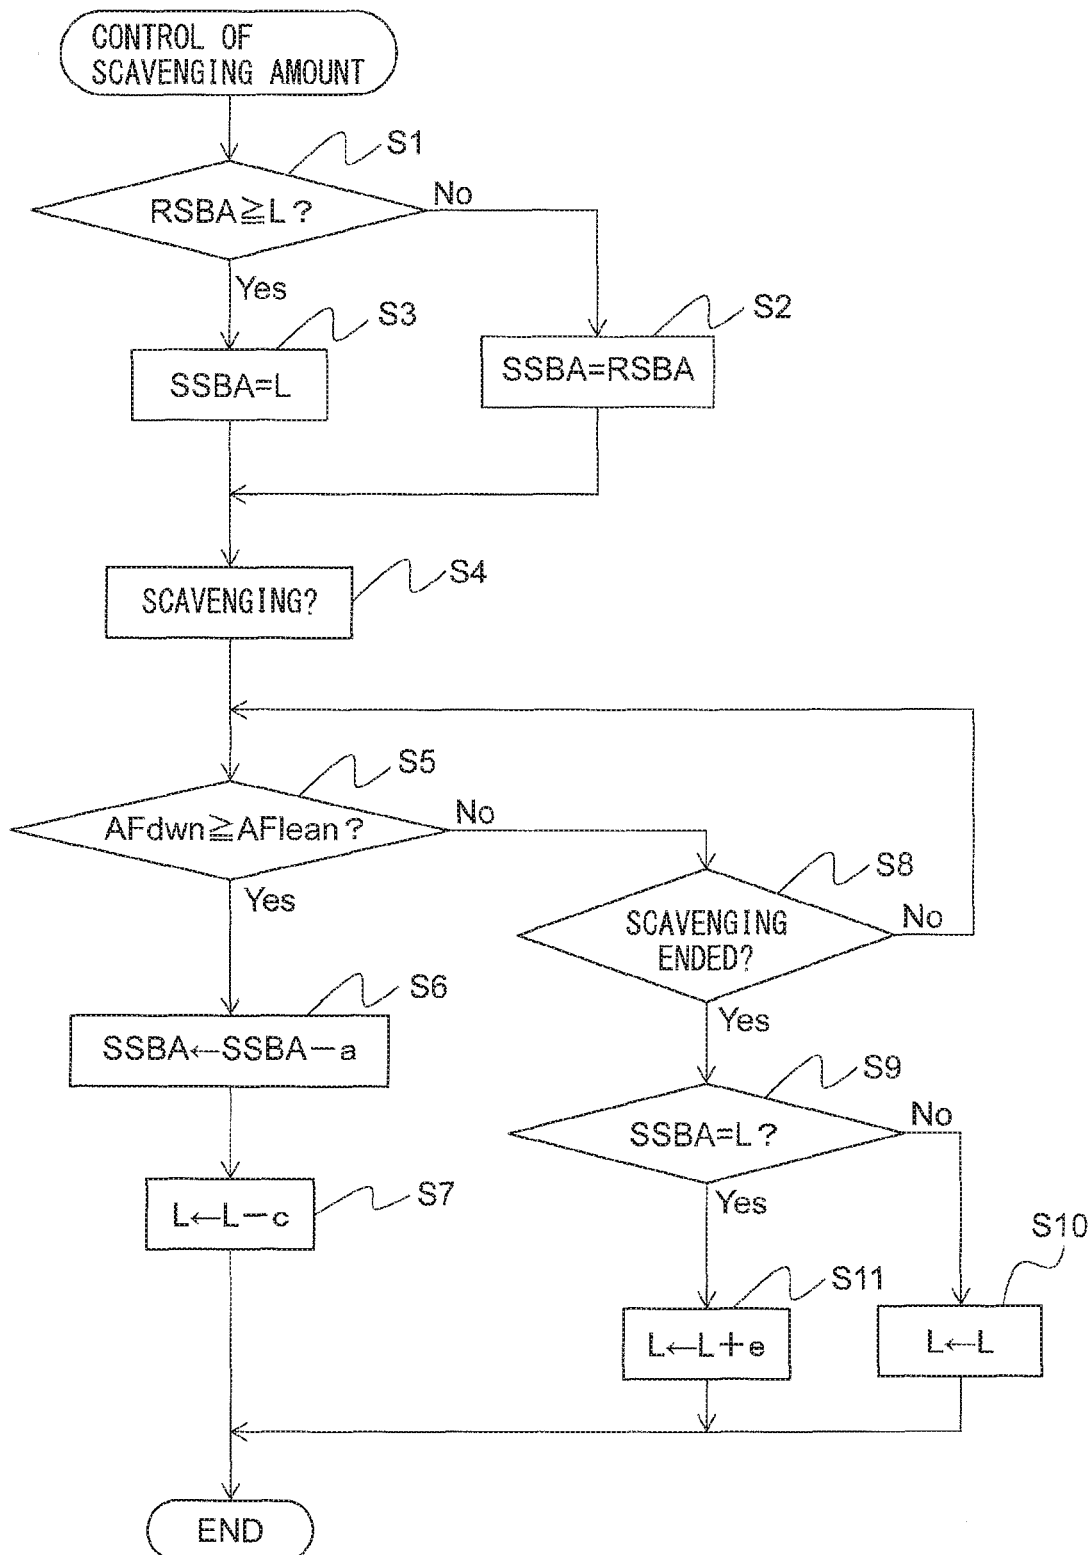 CONTROL OF
SCAVENGING AMOUNT
S1
RSBA≧L?
No
Yes
S3
S2
SSBA=L
SSBA=RSBA
S4
SCAVENGING?
S5
AFdwn≧AFlean?
No
Yes
S8
SCAVENGING
ENDED?
No
Yes
S6
SSBA←SSBA−a
S9
SSBA=L?
No
Yes
S7
L←L−c
S10
S11
L←L+e
L←L
END